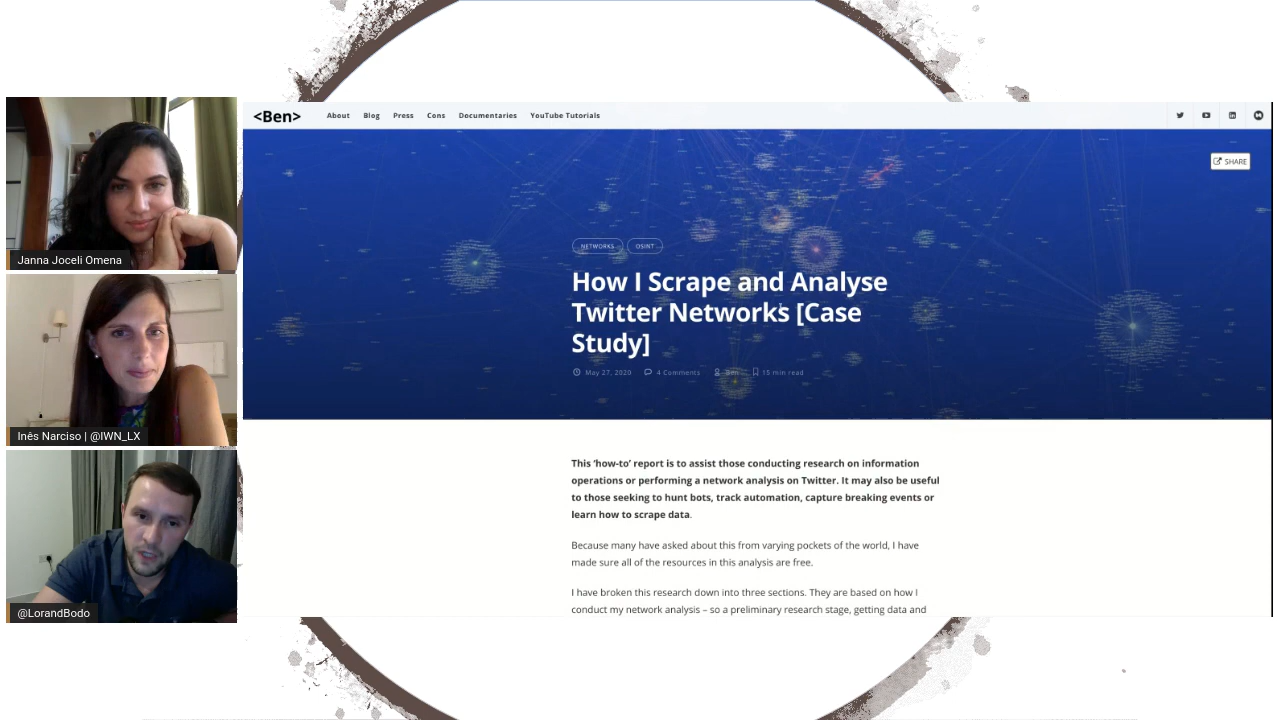 Janna Joceli Omena
Inês Narciso | @IWN_LX
@LorandBodo
<Ben>
About Blog Press Cons Documentaries YouTube Tutorials
SHARE
NETWORKS OSINT
How I Scrape and Analyse
Twitter Networks [Case
Study]
May 27, 2020 4 Comments Ben 15 min read
This ‘how-to’ report is to assist those conducting research on information
operations or performing a network analysis on Twitter. It may also be useful
to those seeking to hunt bots, track automation, capture breaking events or
learn how to scrape data.
Because many have asked about this from varying pockets of the world, I have
made sure all of the resources in this analysis are free.
I have broken this research down into three sections. They are based on how I
conduct my network analysis – so a preliminary research stage, getting data and